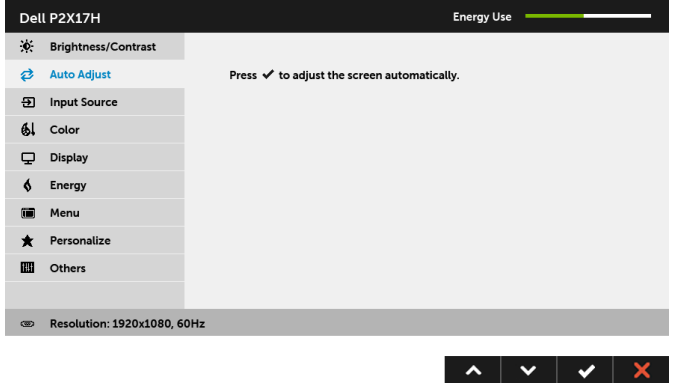 Dell P2X17H
Energy Use
Brightness/Contrast
Auto Adjust
Press ✓ to adjust the screen automatically.
Input Source
Color
Display
Energy
Menu
Personalize
Others
Resolution: 1920x1080, 60Hz